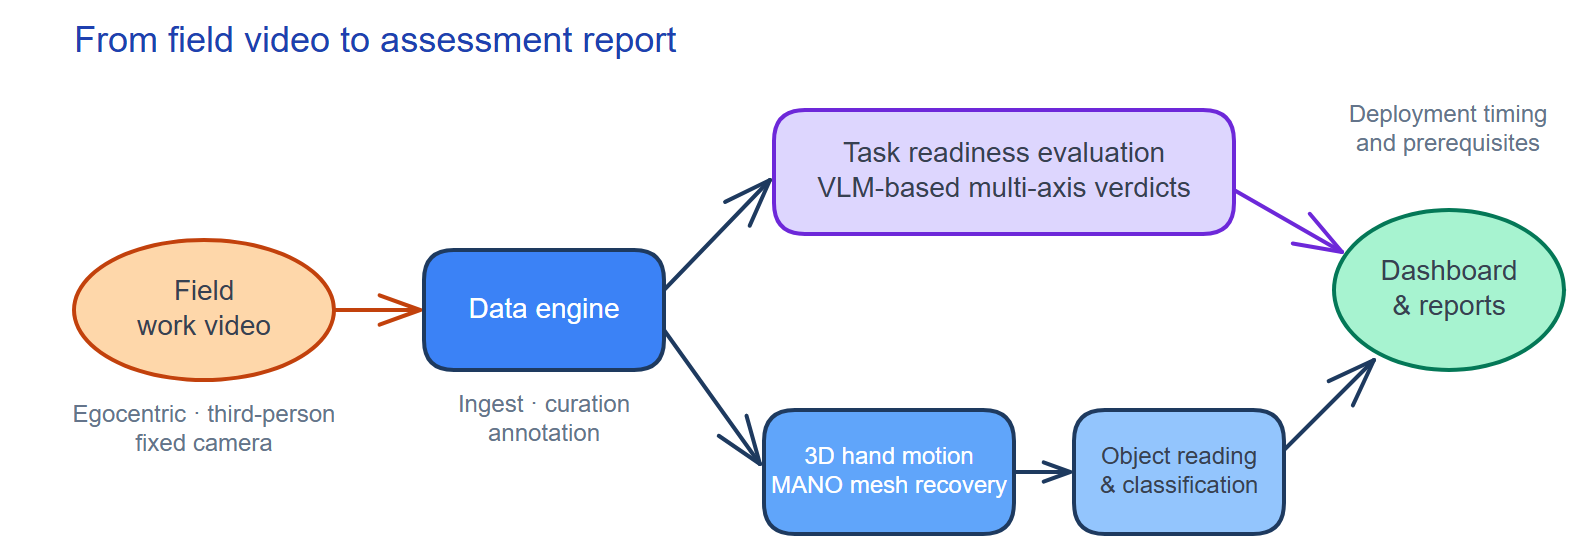 From field video to assessment report
Deployment timing
and prerequisites
Task readiness evaluation
VLM-based multi-axis verdicts
Field
work video
Data engine
Dashboard
& reports
Egocentric · third-person
fixed camera
Ingest · curation
annotation
3D hand motion
MANO mesh recovery
Object reading
& classification